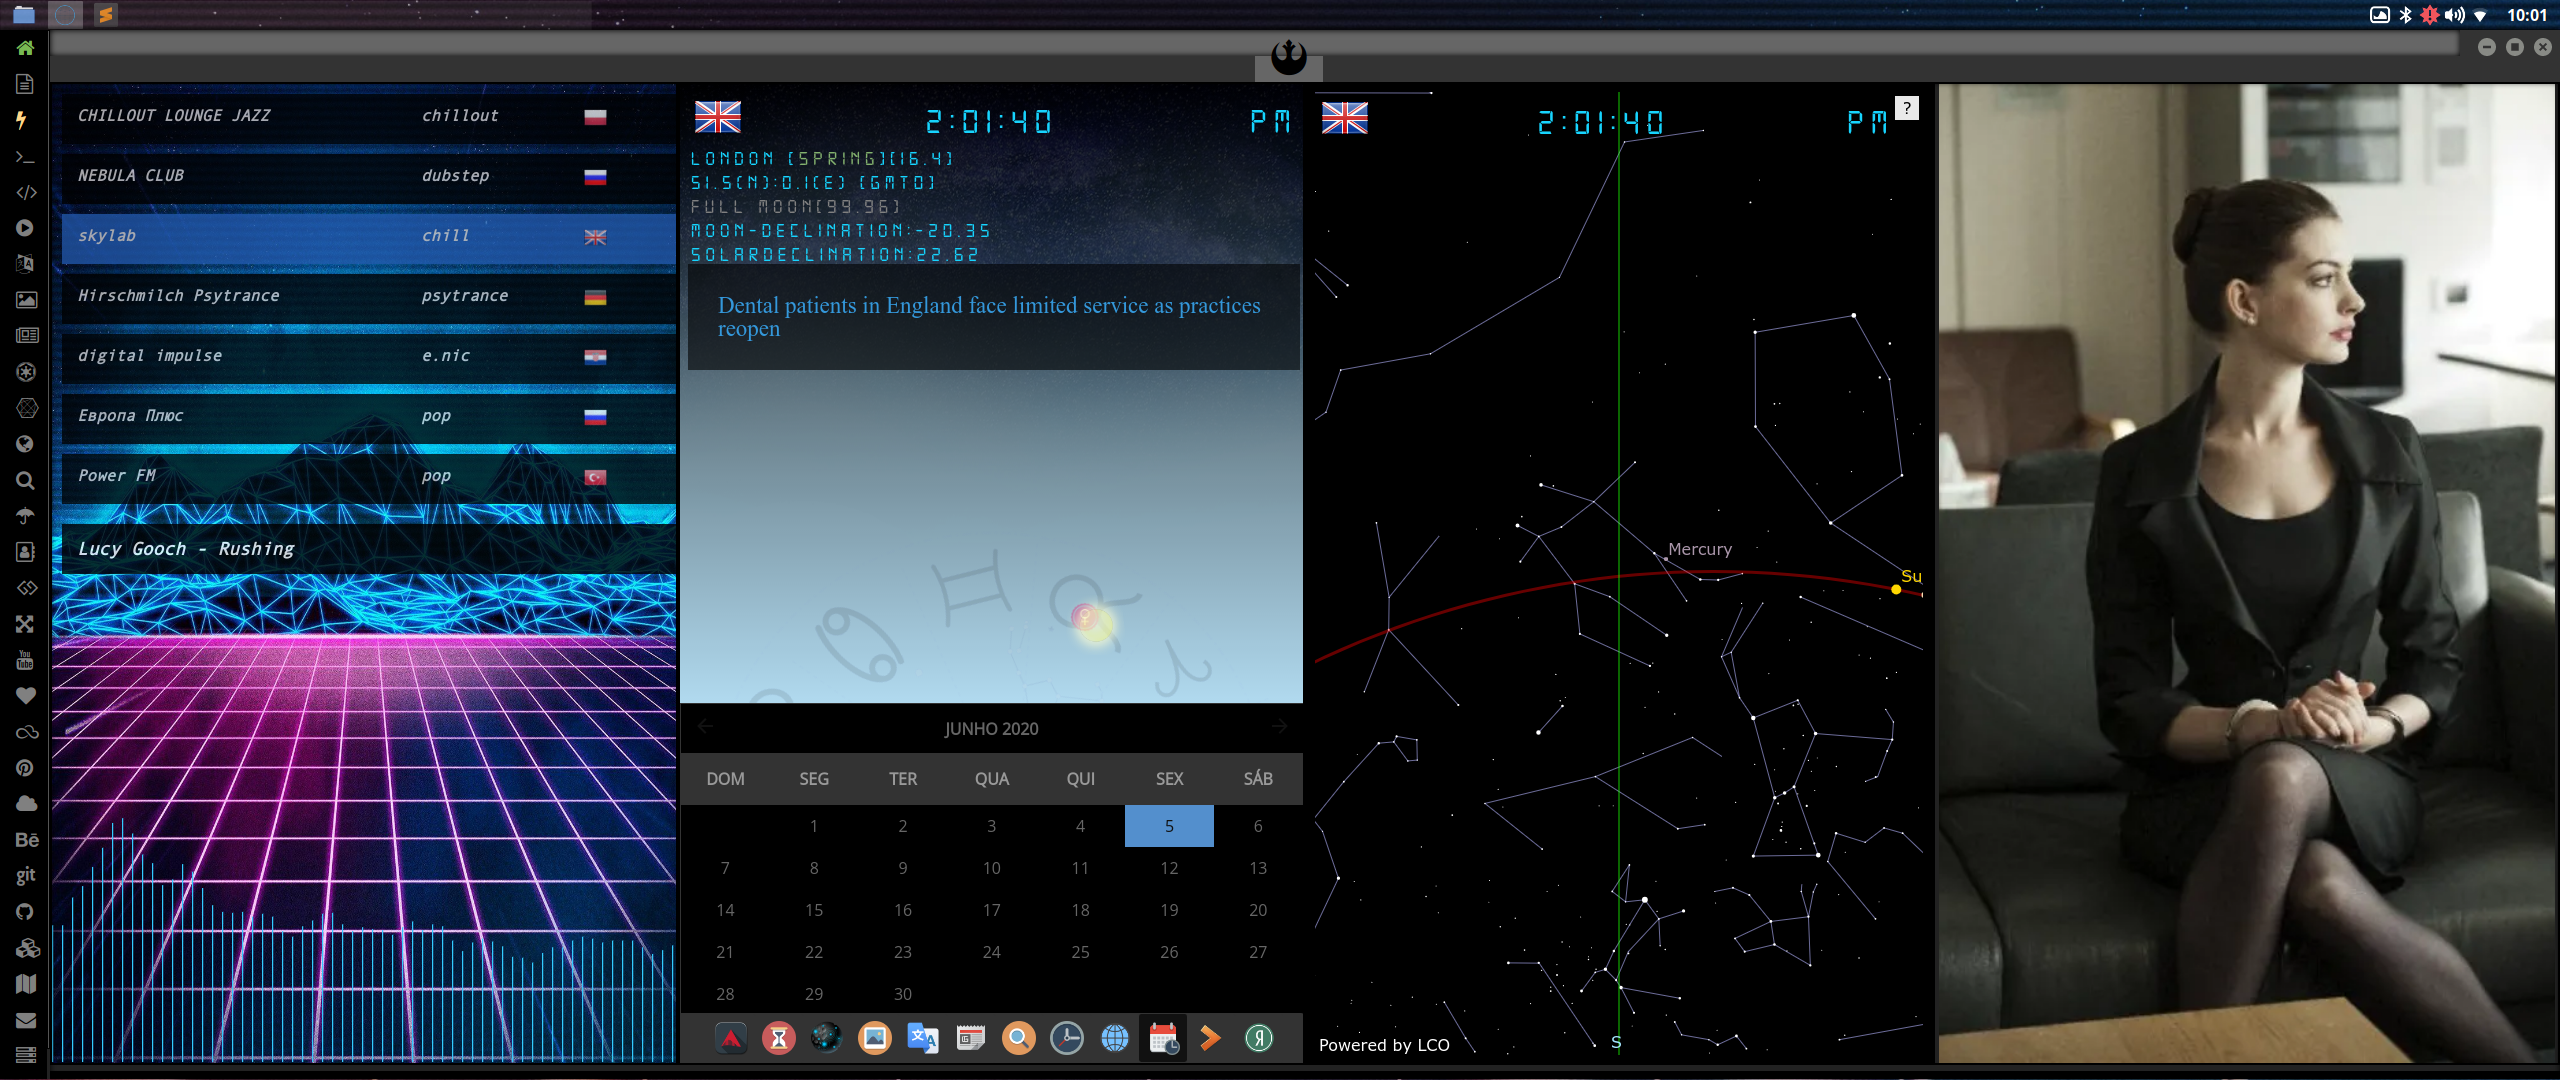 10:01
CHILLOUT LOUNGE JAZZ chillout
NEBULA CLUB dubstep
skylab chill
Hirschmilch Psytrance psytrance
digital impulse e.nic
Европа Плюс pop
Power FM pop
Lucy Gooch - Rushing
You
Tube
Bē
git
2:01:40 PM
LONDON [SPRING][16.4]
51.5(N):0.1(E) [GMT0]
FULL MOON[99.96]
MOON-DECLINATION:-20.35
SOLARDECLINATION:22.62
Dental patients in England face limited service as practices
reopen
JUNHO 2020
DOM SEG TER QUA QUI SEX SÁB
1 2 3 4 5 6
7 8 9 10 11 12 13
14 15 16 17 18 19 20
21 22 23 24 25 26 27
28 29 30
2:01:40 PM ?
Mercury
Su
S
Powered by LCO